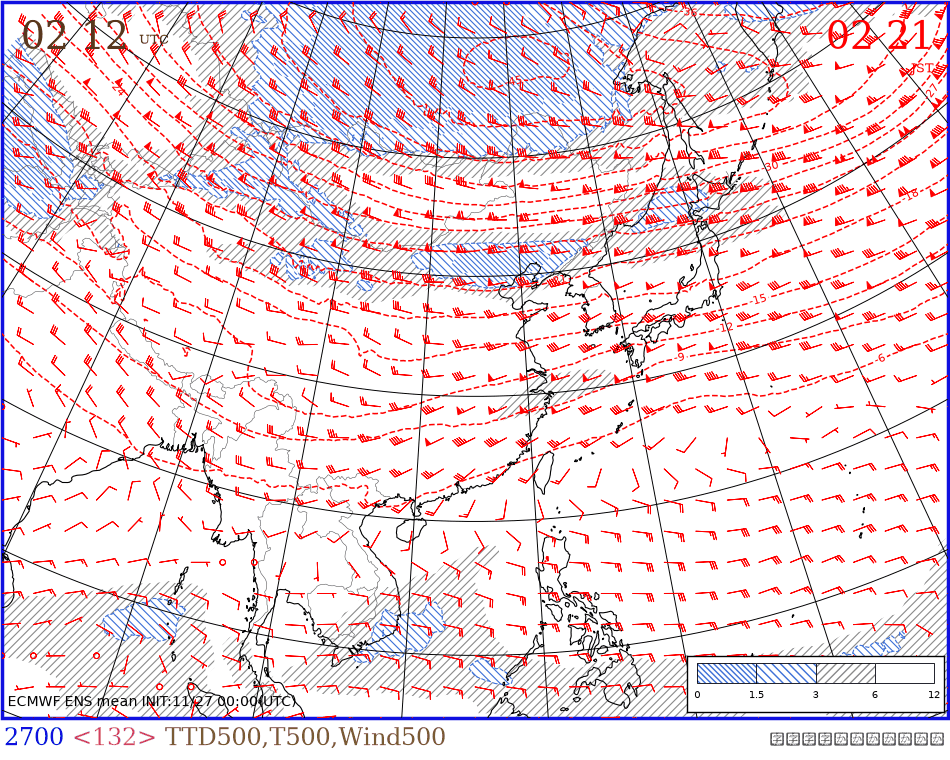 02 12 UTC
02 21 JST
-27
-45
-30
-18
-15
-12
-9
-6
ECMWF ENS mean INIT:11/27 00:00(UTC)
0 1.5 3 6 12
2700 <132> TTD500,T500,Wind500